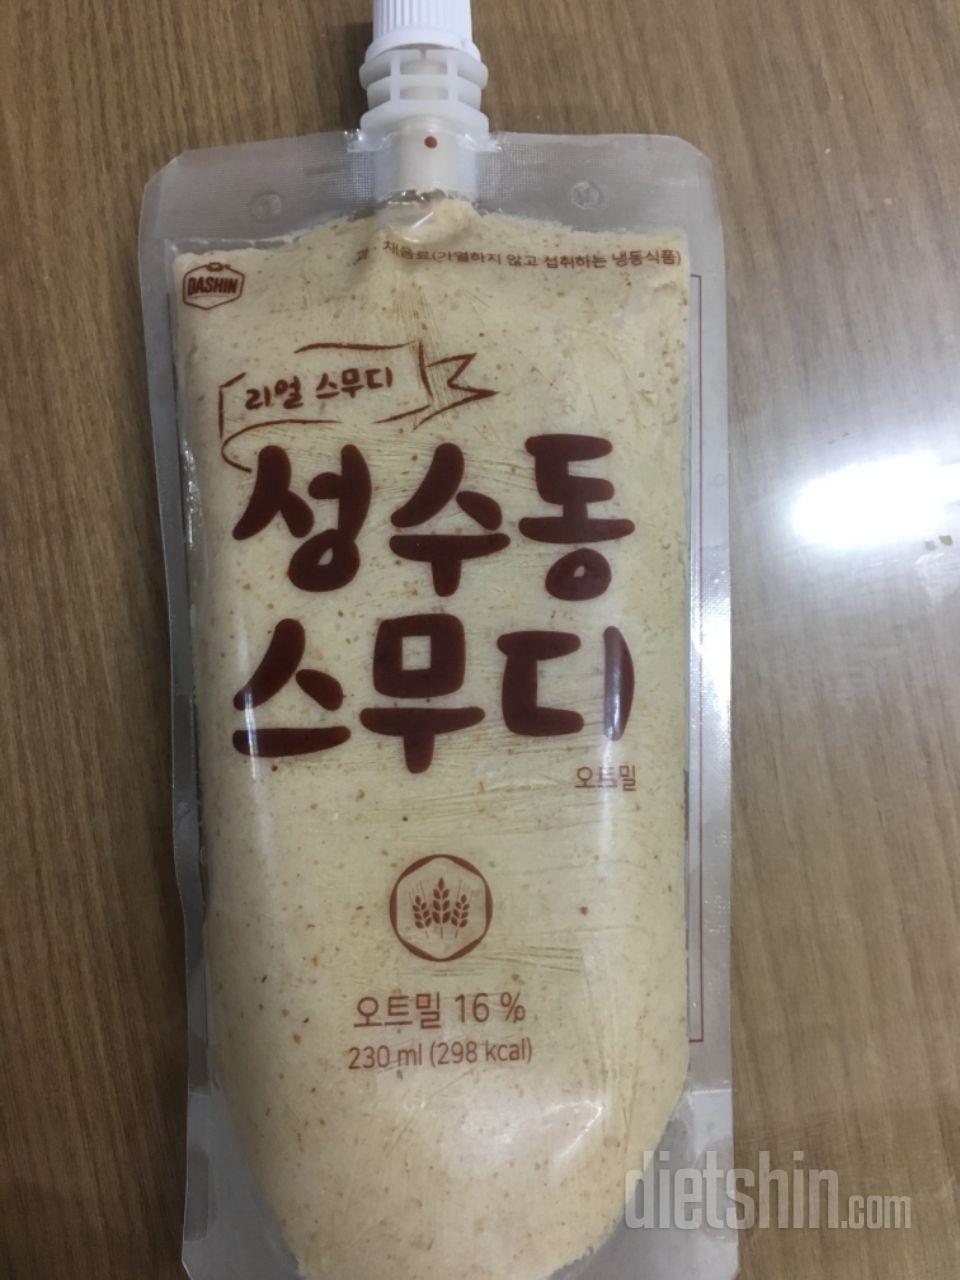 과 · 채음료(가열하지 않고 섭취하는 냉동식품)
DASHIN
리얼 스무디
성수동
스무디
오트밀
오트밀 16 %
230 ml (298 kcal)
dietshin.com